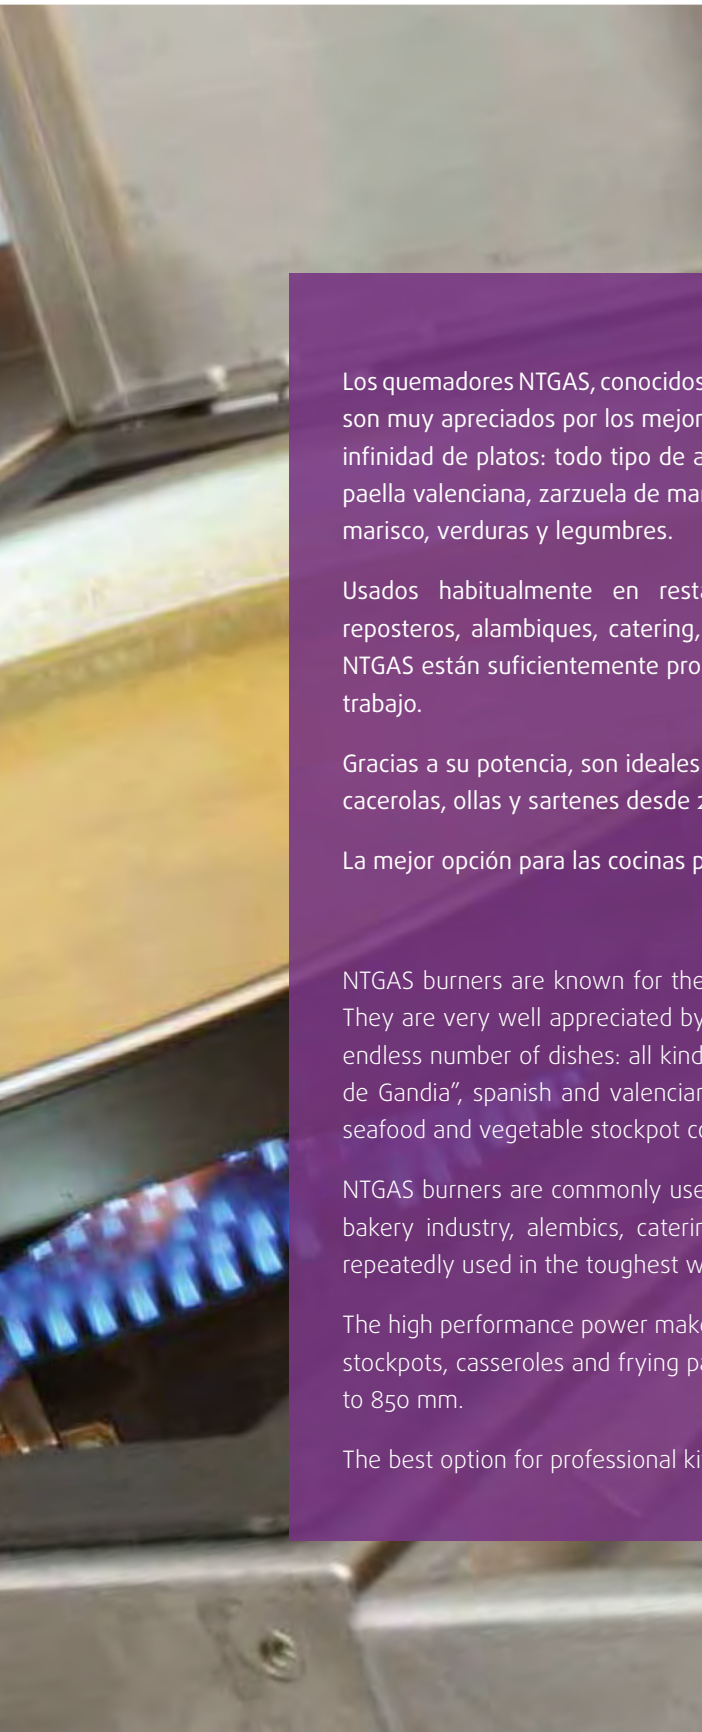 Los quemadores NTGAS, conocidos
son muy apreciados por los mejor
infinidad de platos: todo tipo de a
paella valenciana, zarzuela de mar
marisco, verduras y legumbres.
Usados habitualmente en resta
reposteros, alambiques, catering,
NTGAS están suficientemente pro
trabajo.
Gracias a su potencia, son ideales
cacerolas, ollas y sartenes desde 2
La mejor opción para las cocinas p
NTGAS burners are known for the
They are very well appreciated by
endless number of dishes: all kind
de Gandia”, spanish and valencian
seafood and vegetable stockpot co
NTGAS burners are commonly use
bakery industry, alembics, caterin
repeatedly used in the toughest w
The high performance power make
stockpots, casseroles and frying pa
to 850 mm.
The best option for professional ki